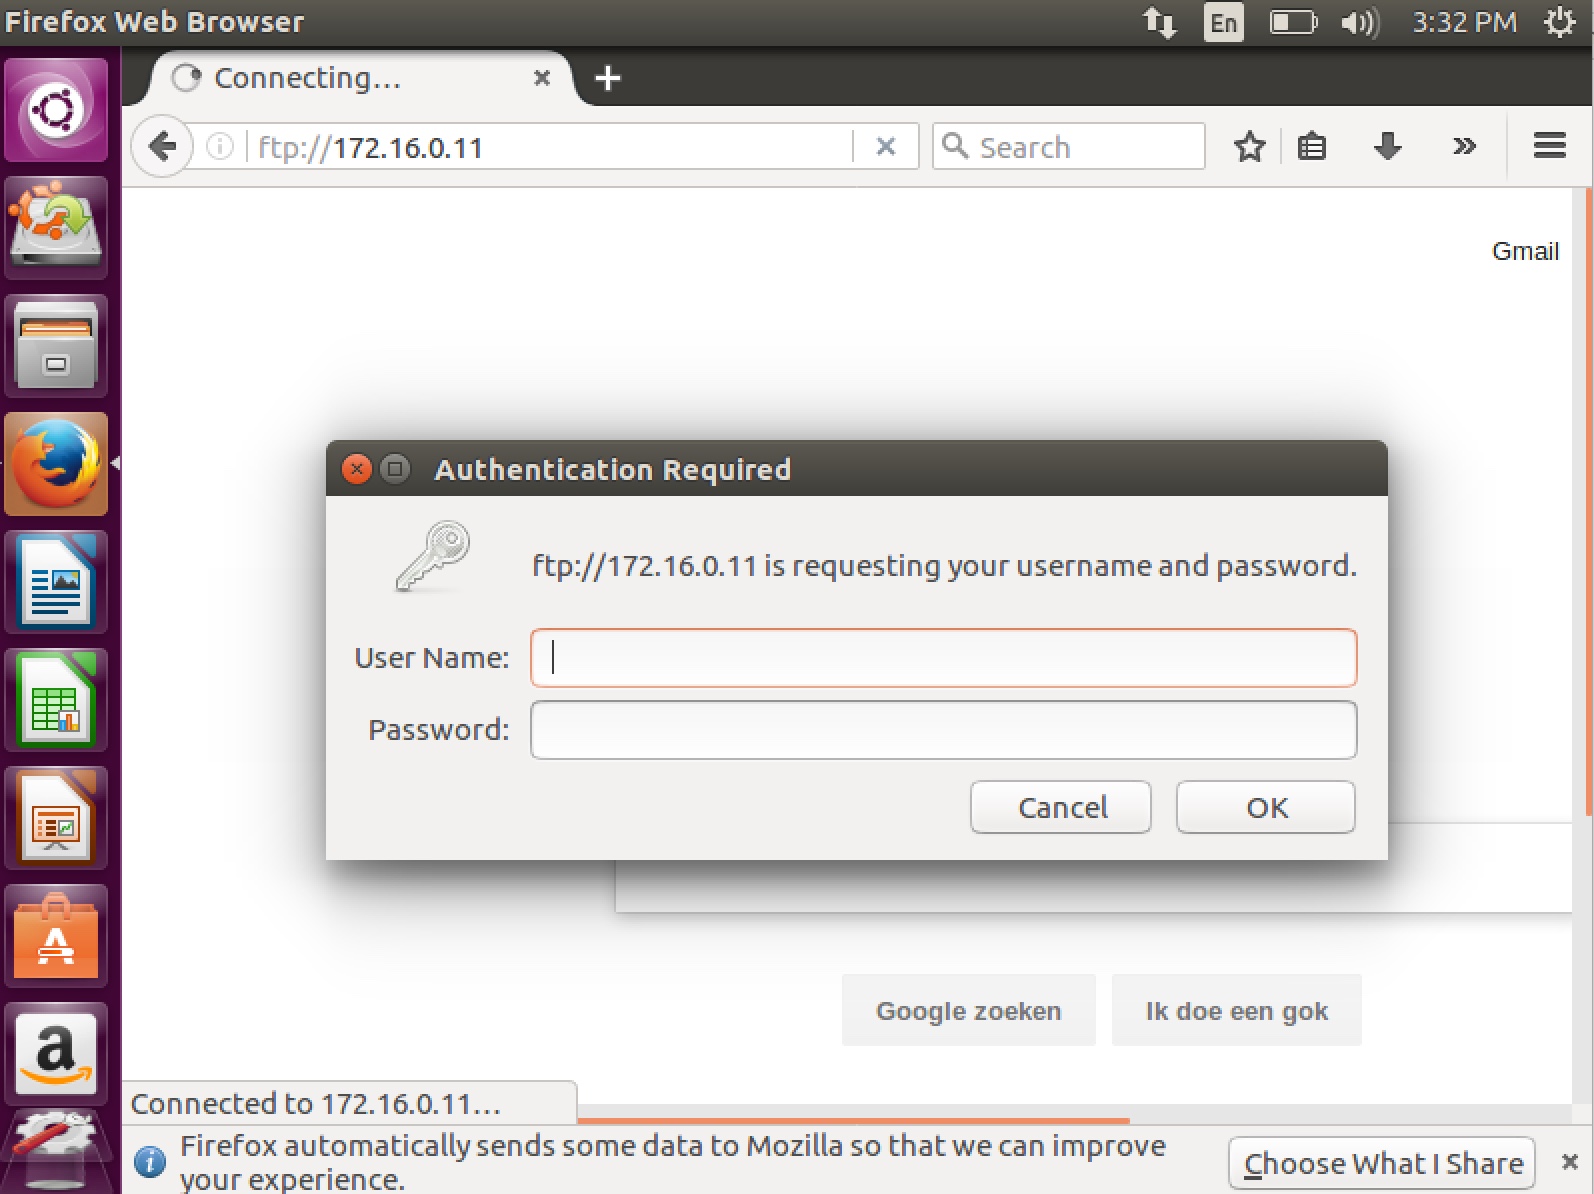 Firefox Web Browser
En
3:32 PM
Connecting...
ftp://172.16.0.11
Search
Gmail
Authentication Required
ftp://172.16.0.11 is requesting your username and password.
User Name:
Password:
Cancel
OK
Google zoeken
Ik doe een gok
Connected to 172.16.0.11...
Firefox automatically sends some data to Mozilla so that we can improve
your experience.
Choose What I Share